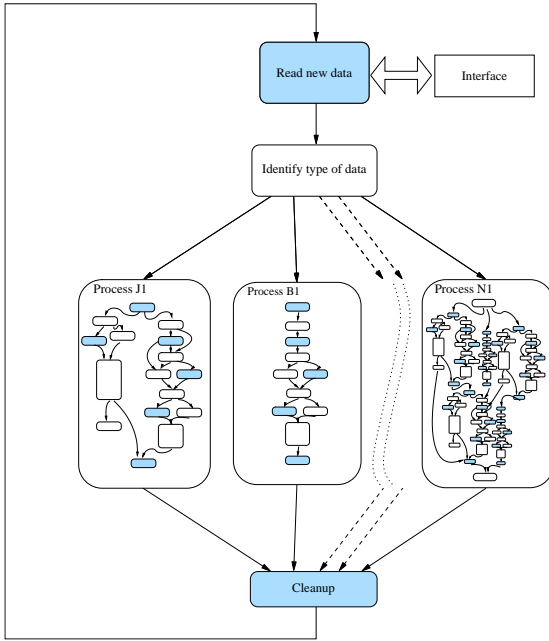 Read new data
Interface
Identify type of data
Process J1
Process B1
Process N1
Cleanup